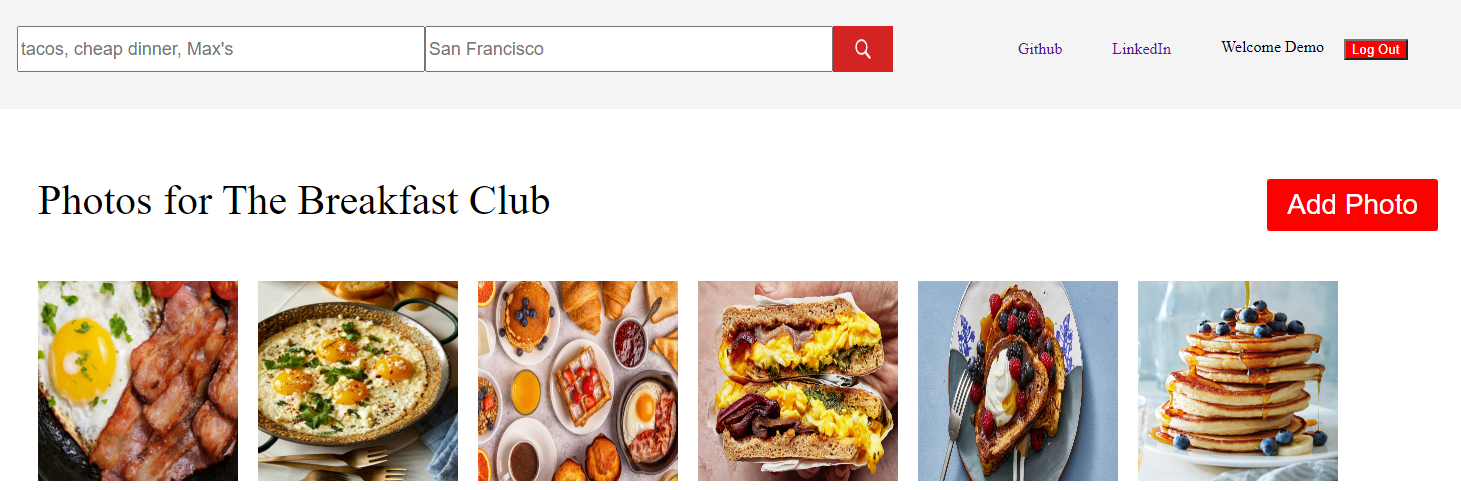 tacos, cheap dinner, Max's
San Francisco
Github
LinkedIn
Welcome Demo
Log Out
Photos for The Breakfast Club
Add Photo